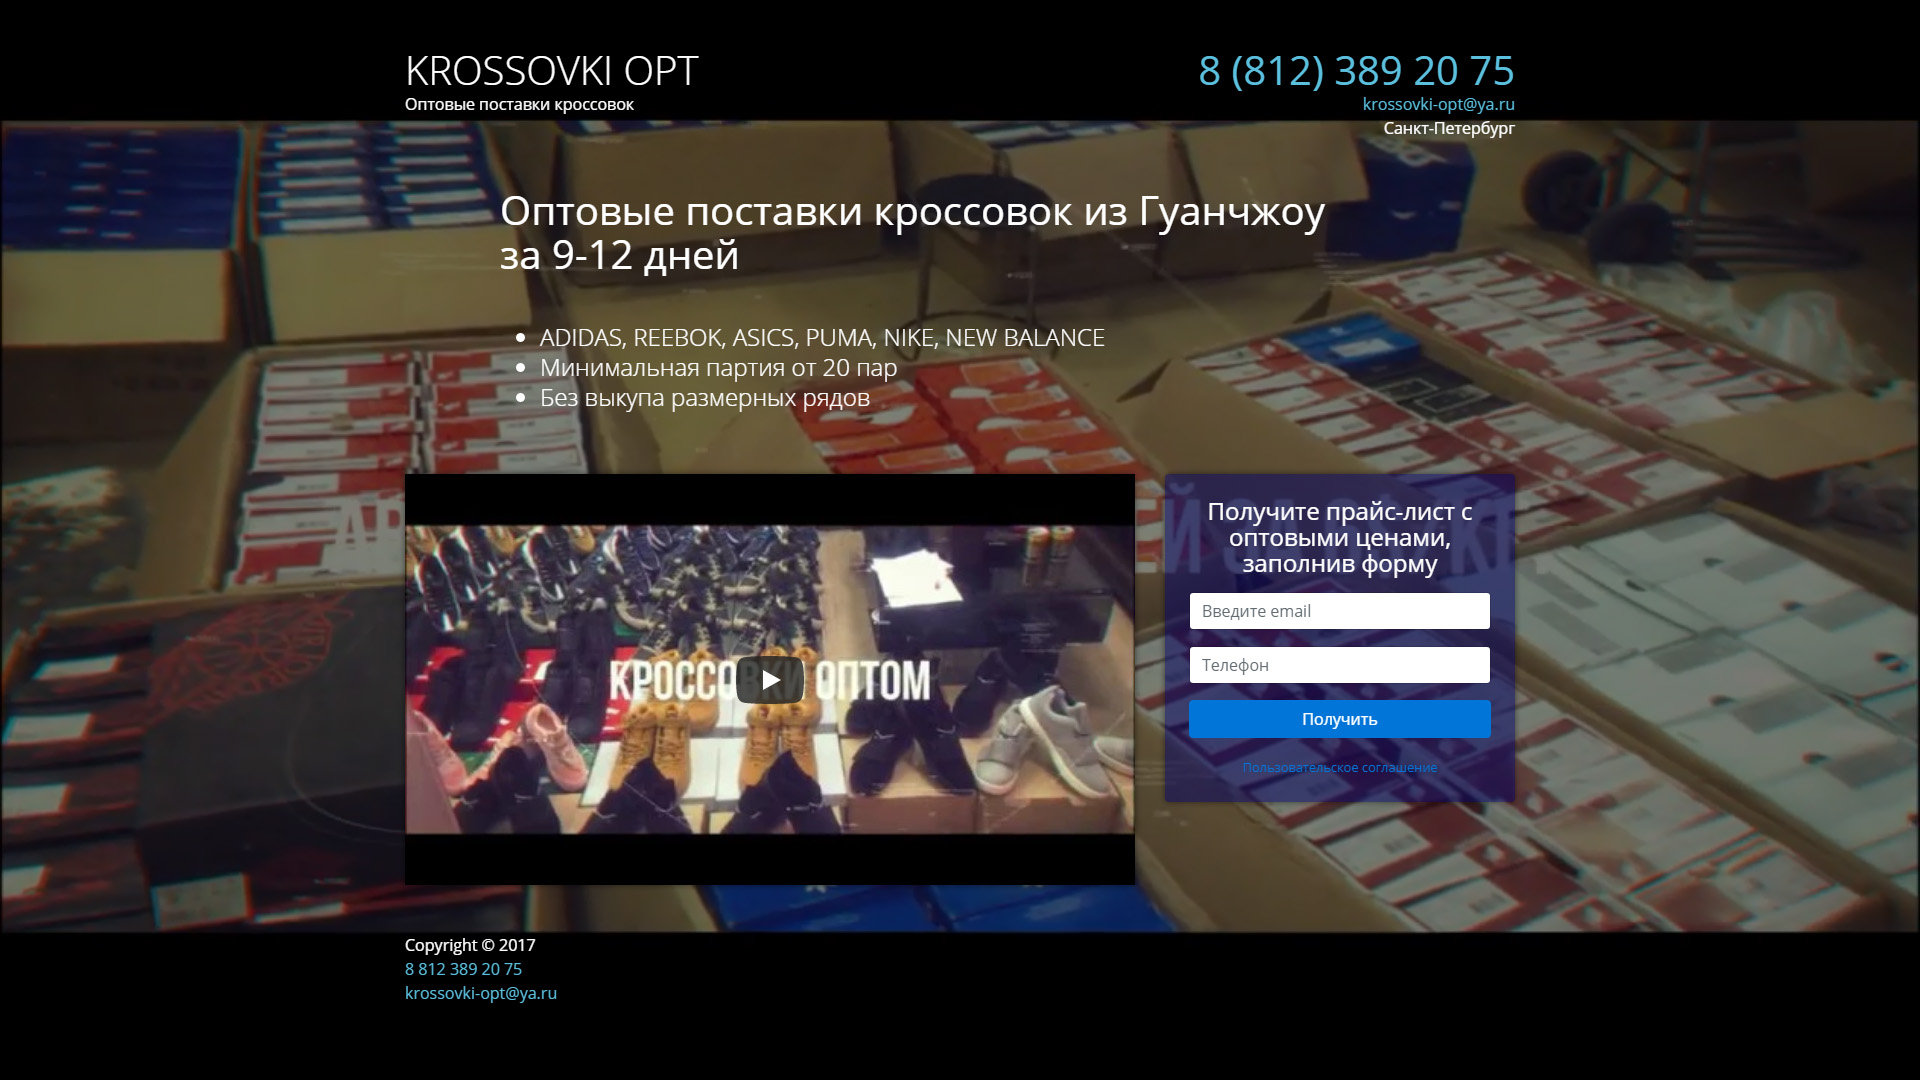 KROSSOVKI OPT
Оптовые поставки кроссовок
8 (812) 389 20 75
krossovki-opt@ya.ru
Санкт-Петербург
Оптовые поставки кроссовок из Гуанчжоу
за 9-12 дней
ADIDAS, REEBOK, ASICS, PUMA, NIKE, NEW BALANCE
Минимальная партия от 20 пар
Без выкупа размерных рядов
КРОССОВКИ ОПТОМ
Получите прайс-лист с
оптовыми ценами,
заполнив форму
Введите email
Телефон
Получить
Пользовательское соглашение
Copyright © 2017
8 812 389 20 75
krossovki-opt@ya.ru